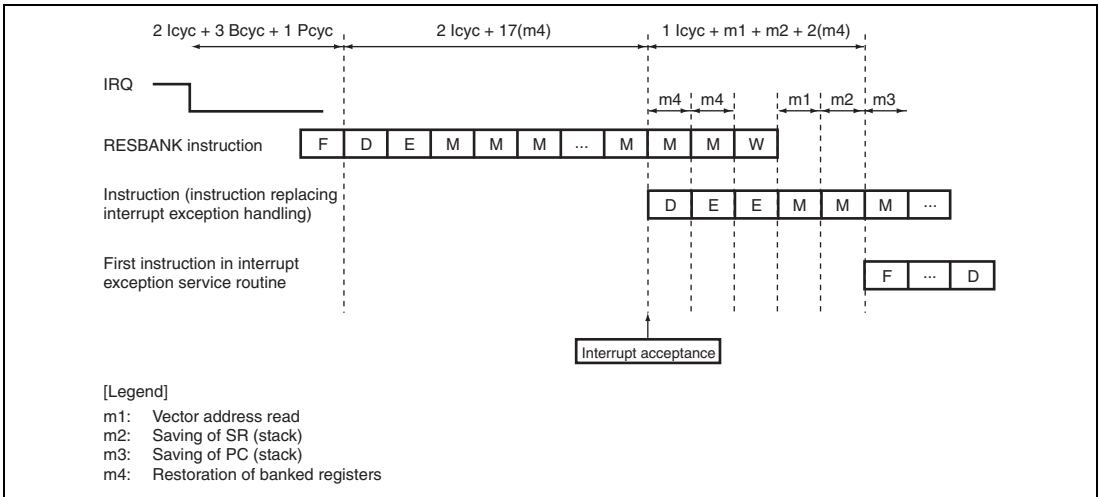 2 Icyc + 3 Bcyc + 1 Pcyc
2 Icyc + 17(m4)
1 Icyc + m1 + m2 + 2(m4)
IRQ
m4 m4 m1 m2 m3
RESBANK instruction
F D E M M M ... M M M W
Instruction (instruction replacing
interrupt exception handling)
D E E M M M ...
First instruction in interrupt
exception service routine
F ... D
Interrupt acceptance
[Legend]
m1: Vector address read
m2: Saving of SR (stack)
m3: Saving of PC (stack)
m4: Restoration of banked registers